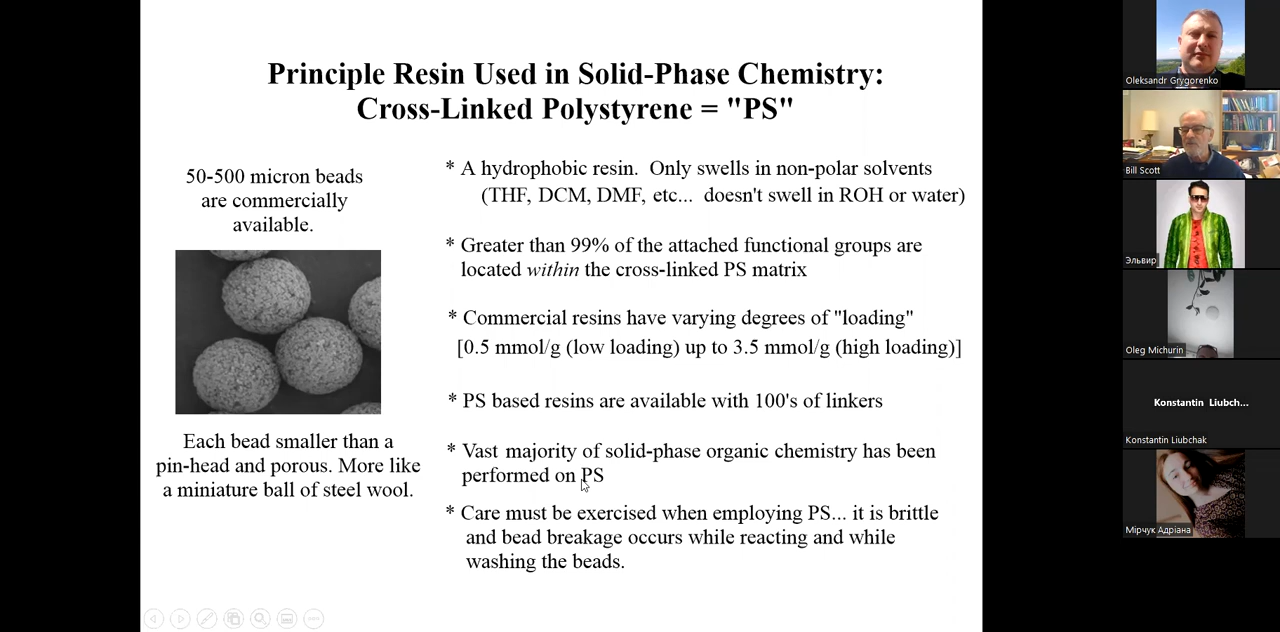 Principle Resin Used in Solid-Phase Chemistry:
Cross-Linked Polystyrene = "PS"
50-500 micron beads
are commercially
available.
Each bead smaller than a
pin-head and porous. More like
a miniature ball of steel wool.
* A hydrophobic resin. Only swells in non-polar solvents
(THF, DCM, DMF, etc... doesn't swell in ROH or water)
* Greater than 99% of the attached functional groups are
located within the cross-linked PS matrix
* Commercial resins have varying degrees of "loading"
[0.5 mmol/g (low loading) up to 3.5 mmol/g (high loading)]
* PS based resins are available with 100's of linkers
* Vast majority of solid-phase organic chemistry has been
performed on PS
* Care must be exercised when employing PS... it is brittle
and bead breakage occurs while reacting and while
washing the beads.
Oleksandr Grygorenko
Bill Scott
Эльвир
Oleg Michurin
Konstantin Liubch...
Konstantin Liubchak
Мірчук Адріана